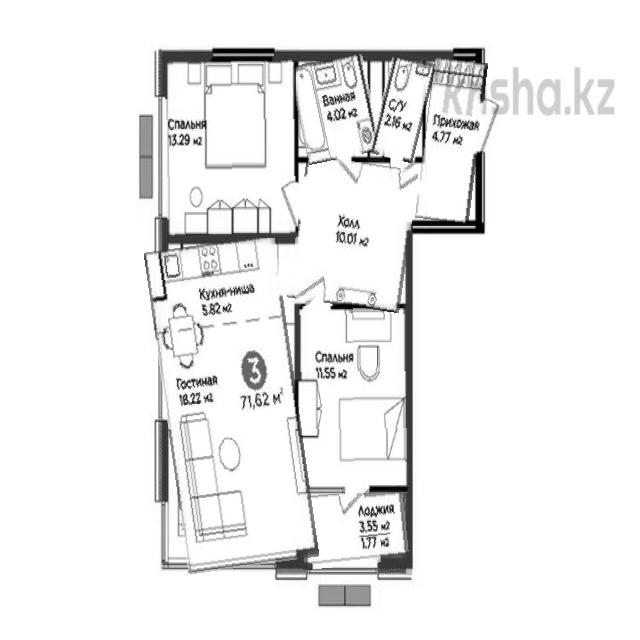 krisha.kz
Спальня
13.29 м2
Ванная
4.02 м2
С/У
2.16 м2
Прихожая
4.77 м2
Холл
10.01 м2
Кухня-ниша
5.82 м2
Гостиная
18.22 м2
3
71,62 м2
Спальня
11.55 м2
Лоджия
3.55 м2
1.77 м2